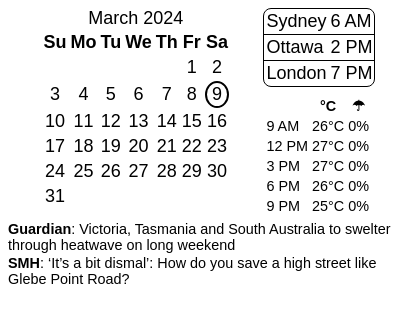 March 2024
Su Mo Tu We Th Fr Sa
1 2
3 4 5 6 7 8 9
10 11 12 13 14 15 16
17 18 19 20 21 22 23
24 25 26 27 28 29 30
31
Sydney 6 AM
Ottawa 2 PM
London 7 PM
°C ☂
9 AM 26°C 0%
12 PM 27°C 0%
3 PM 27°C 0%
6 PM 26°C 0%
9 PM 25°C 0%
Guardian: Victoria, Tasmania and South Australia to swelter
through heatwave on long weekend
SMH: ‘It’s a bit dismal’: How do you save a high street like
Glebe Point Road?